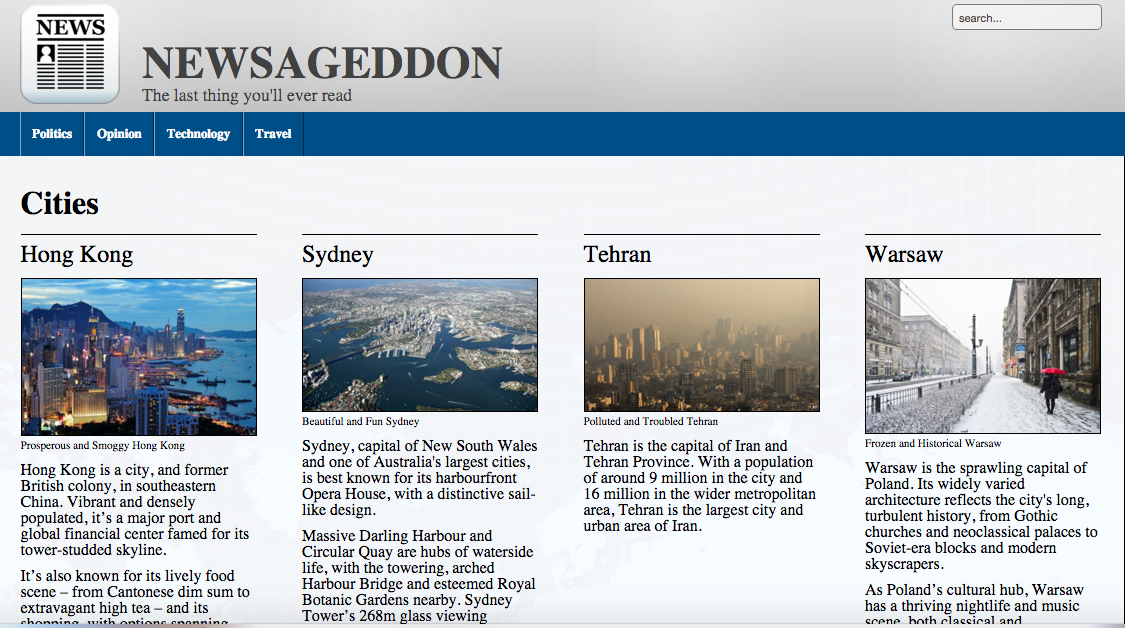 NEWS
NEWSAGEDDON
The last thing you'll ever read
search...
Politics
Opinion
Technology
Travel
Cities
Hong Kong
Prosperous and Smoggy Hong Kong
Hong Kong is a city, and former
British colony, in southeastern
China. Vibrant and densely
populated, it’s a major port and
global financial center famed for its
tower-studded skyline.
It’s also known for its lively food
scene – from Cantonese dim sum to
extravagant high tea – and its
shopping, with options spanning
Sydney
Beautiful and Fun Sydney
Sydney, capital of New South Wales
and one of Australia's largest cities,
is best known for its harbourfront
Opera House, with a distinctive sail-
like design.
Massive Darling Harbour and
Circular Quay are hubs of waterside
life, with the towering, arched
Harbour Bridge and esteemed Royal
Botanic Gardens nearby. Sydney
Tower’s 268m glass viewing
Tehran
Polluted and Troubled Tehran
Tehran is the capital of Iran and
Tehran Province. With a population
of around 9 million in the city and
16 million in the wider metropolitan
area, Tehran is the largest city and
urban area of Iran.
Warsaw
Frozen and Historical Warsaw
Warsaw is the sprawling capital of
Poland. Its widely varied
architecture reflects the city's long,
turbulent history, from Gothic
churches and neoclassical palaces to
Soviet-era blocks and modern
skyscrapers.
As Poland’s cultural hub, Warsaw
has a thriving nightlife and music
scene, both classical and